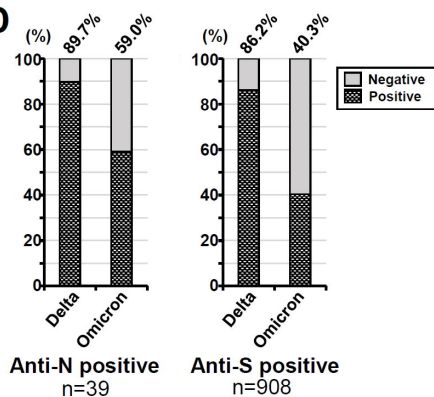 D
(%) 89.7% 59.0% (%) 86.2% 40.3%
100 100
80 80
60 60
40 40
20 20
0 0
Negative
Positive
Delta Omicron Delta Omicron
Anti-N positive Anti-S positive
n=39 n=908